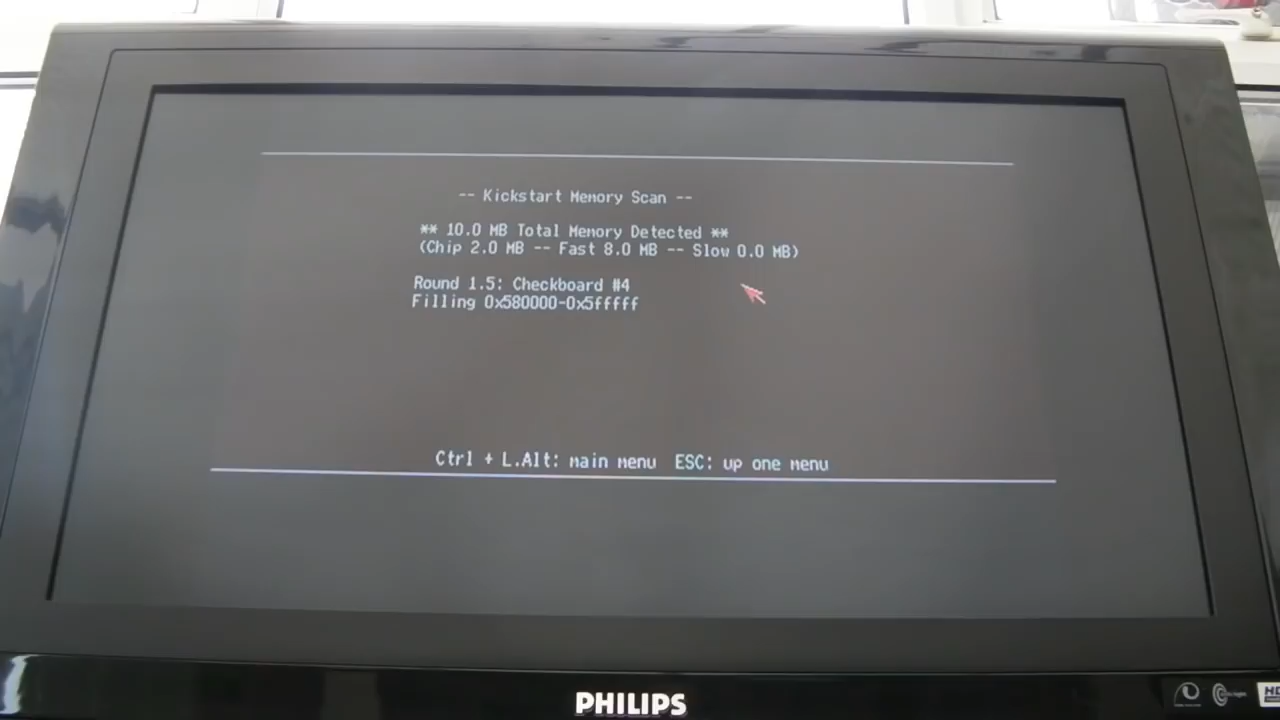 -- Kickstart Memory Scan --
** 10.0 MB Total Memory Detected **
(Chip 2.0 MB -- Fast 8.0 MB -- Slow 0.0 MB)
Round 1.5: Checkboard #4
Filling 0x580000-0x5fffff
Ctrl + L.Alt: main menu ESC: up one menu
PHILIPS
HD